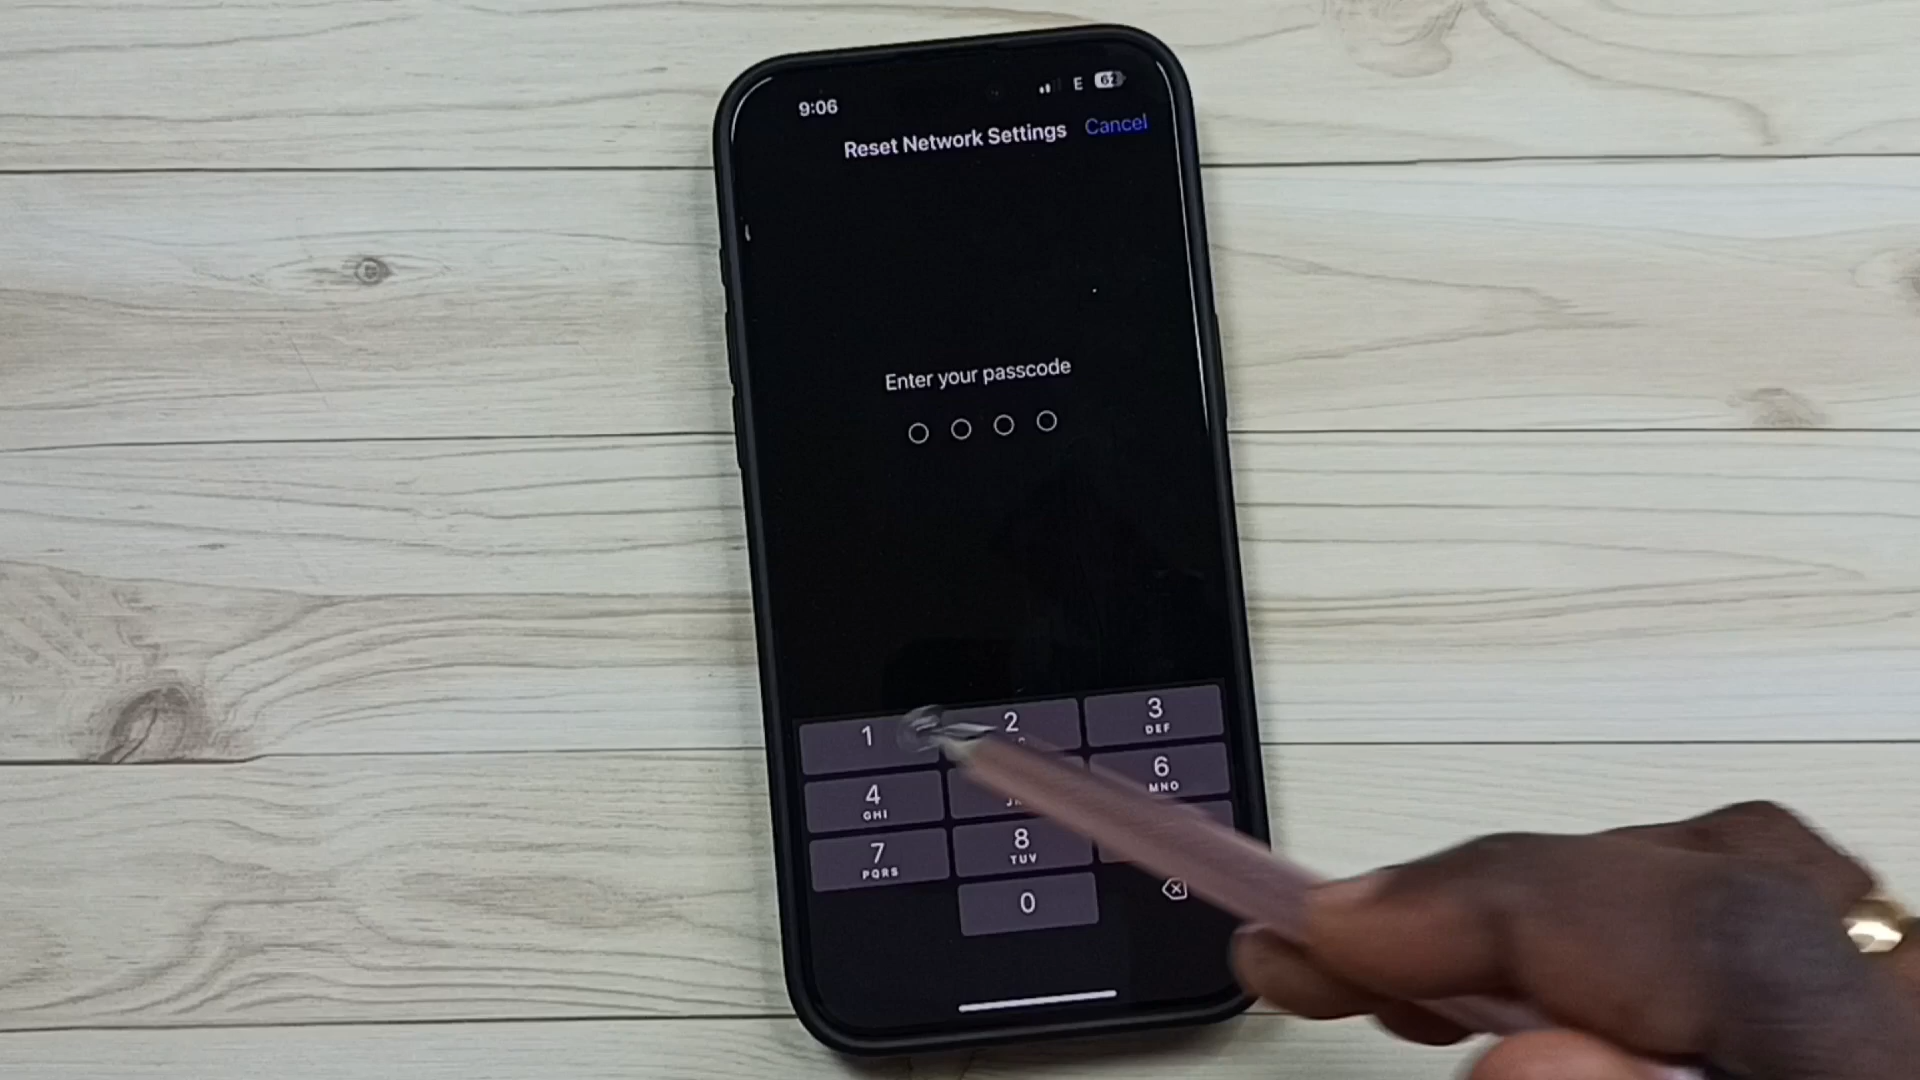 9:06 E 62
Reset Network Settings Cancel
Enter your passcode
1 2 3
DEF
4 6
GHI MNO
7 8
PQRS TUV
0